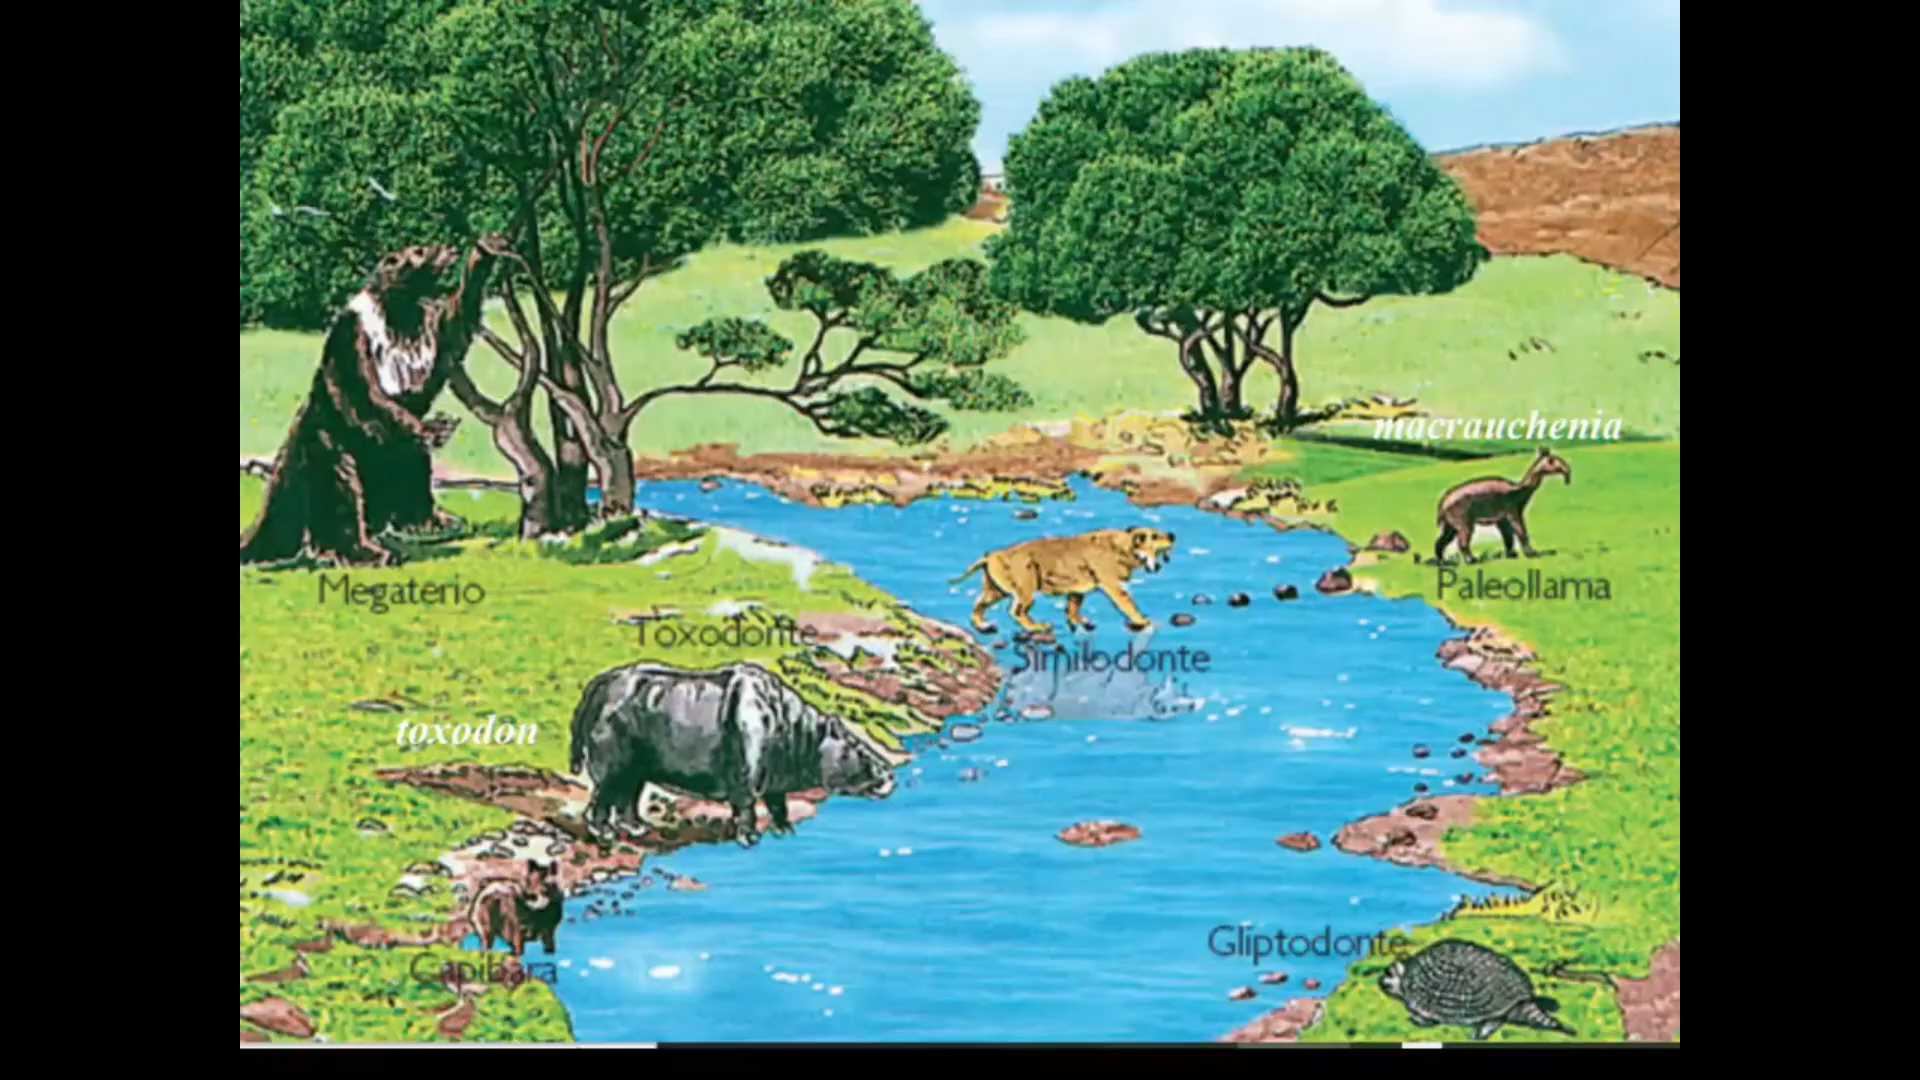 macrauchenia
Megaterio
Paleollama
Toxodonte
Similodonte
toxodon
Gliptodonte
Capibara